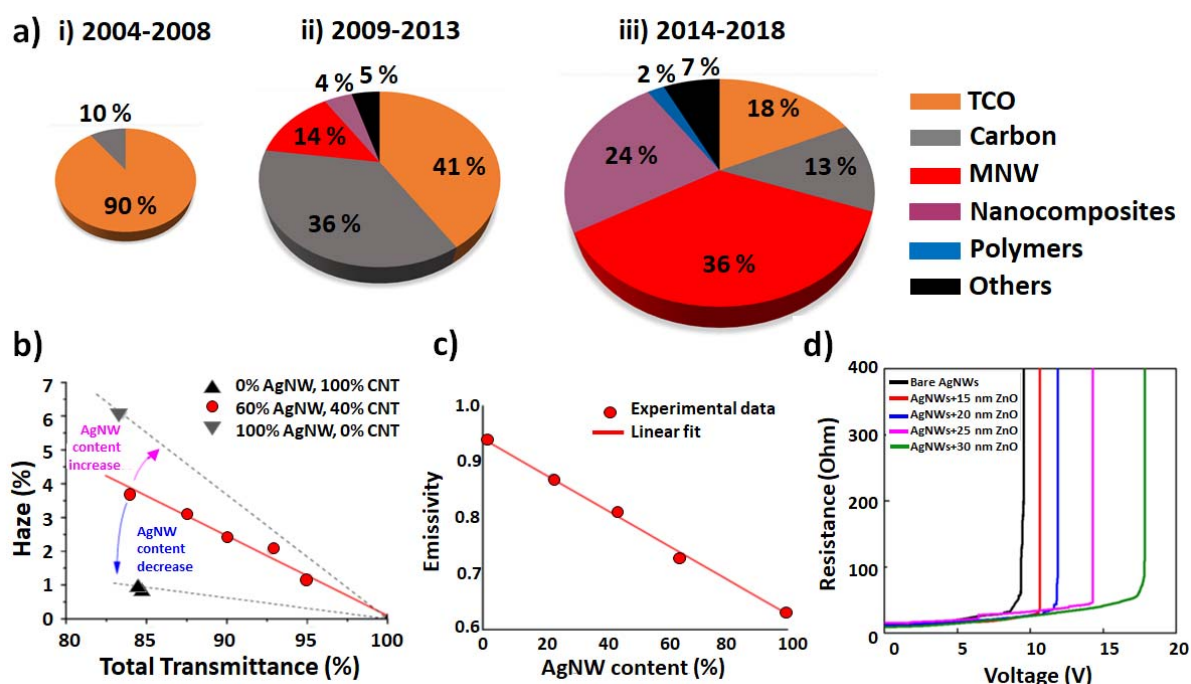 a)
i) 2004-2008
ii) 2009-2013
iii) 2014-2018
10 %
90 %
4 %
5 %
14 %
41 %
36 %
2 %
7 %
18 %
24 %
13 %
36 %
TCO
Carbon
MNW
Nanocomposites
Polymers
Others
b)
Haze (%)
7
6
5
4
3
2
1
0
80
85
90
95
100
Total Transmittance (%)
0% AgNW, 100% CNT
60% AgNW, 40% CNT
100% AgNW, 0% CNT
AgNW
content
increase
AgNW
content
decrease
c)
Emissivity
1.0
0.9
0.8
0.7
0.6
0
20
40
60
80
100
AgNW content (%)
Experimental data
Linear fit
d)
Resistance (Ohm)
400
300
200
100
0
0
5
10
15
20
Voltage (V)
Bare AgNWs
AgNWs+15 nm ZnO
AgNWs+20 nm ZnO
AgNWs+25 nm ZnO
AgNWs+30 nm ZnO